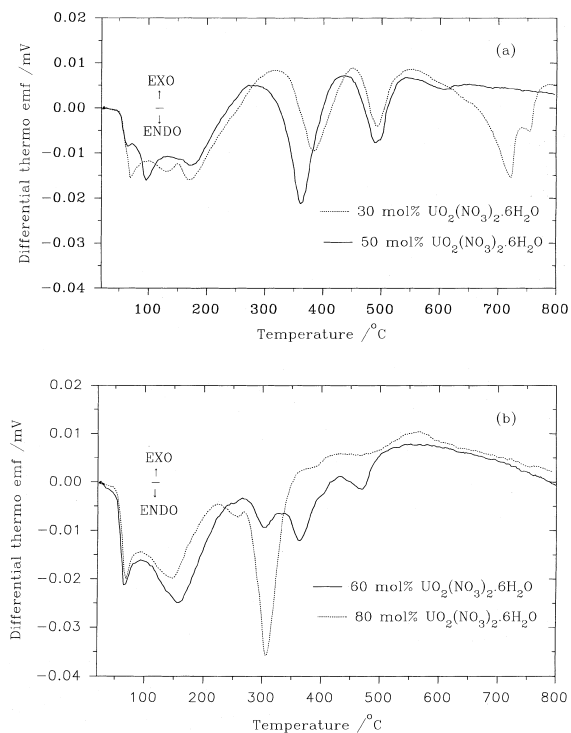 0.02
(a)
0.01
EXO
↑
0.00
↓
ENDO
−0.01
−0.02
30 mol% UO₂(NO₃)₂.6H₂O
50 mol% UO₂(NO₃)₂.6H₂O
−0.03
−0.04
100 200 300 400 500 600 700 800
Temperature /°C
Differential thermo emf /mV
0.02
(b)
0.01
EXO
↑
0.00
↓
ENDO
−0.01
−0.02
60 mol% UO₂(NO₃)₂.6H₂O
80 mol% UO₂(NO₃)₂.6H₂O
−0.03
−0.04
100 200 300 400 500 600 700 800
Temperature /°C
Differential thermo emf /mV